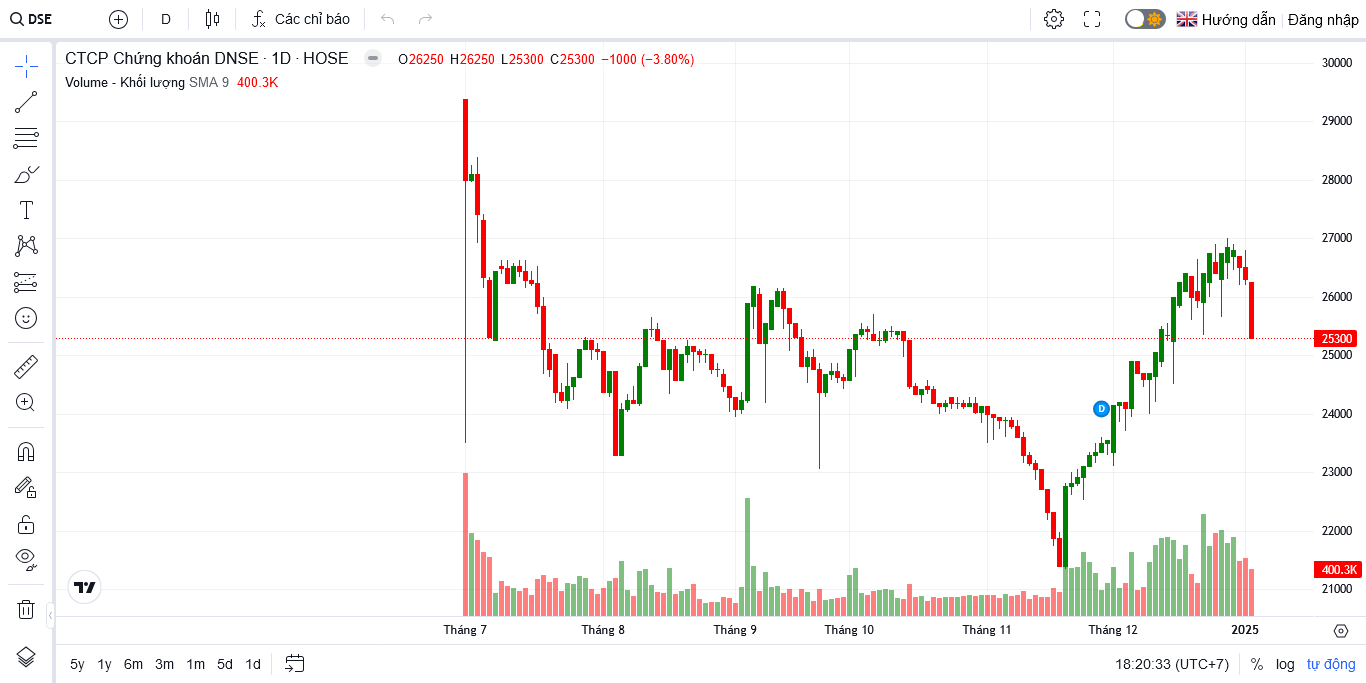 DSE D Các chỉ báo Hướng dẫn Đăng nhập
CTCP Chứng khoán DNSE · 1D · HOSE O26250 H26250 L25300 C25300 −1000 (−3.80%)
Volume - Khối lượng SMA 9 400.3K
30000
29000
28000
27000
26000
25300
25000
24000
D
23000
22000
400.3K
21000
Tháng 7 Tháng 8 Tháng 9 Tháng 10 Tháng 11 Tháng 12 2025
5y 1y 6m 3m 1m 5d 1d 18:20:33 (UTC+7) % log tự động